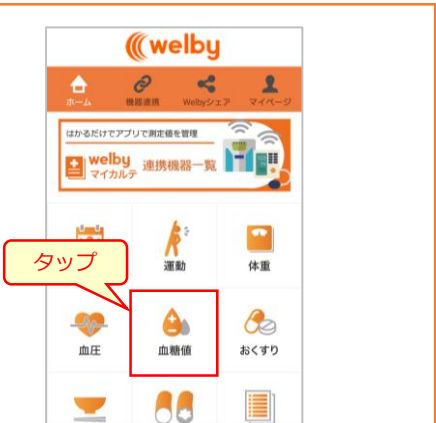 welby
ホーム
機器連携
Welbyシェア
マイページ
はかるだけでアプリで測定値を管理
welby
マイカルテ
連携機器一覧
タップ
運動
体重
血圧
血糖値
おくすり